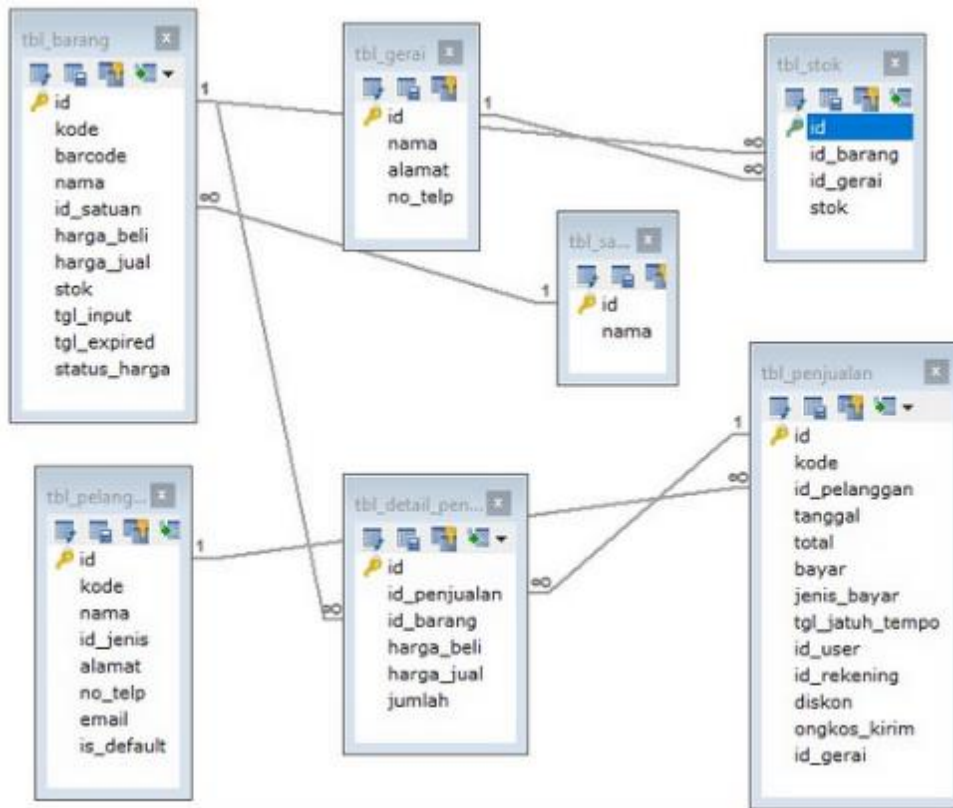 tbl_barang
id
kode
barcode
nama
id_satuan
harga_beli
harga_jual
stok
tgl_input
tgl_expired
status_harga
tbl_gerai
id
nama
alamat
no_telp
tbl_stok
id
id_barang
id_gerai
stok
tbl_sa...
id
nama
tbl_pelang...
id
kode
nama
id_jenis
alamat
no_telp
email
is_default
tbl_detail_pen...
id
id_penjualan
id_barang
harga_beli
harga_jual
jumlah
tbl_penjualan
id
kode
id_pelanggan
tanggal
total
bayar
jenis_bayar
tgl_jatuh_tempo
id_user
id_rekening
diskon
ongkos_kirim
id_gerai
1
∞
1
∞
∞
1
1
∞
∞
1
∞